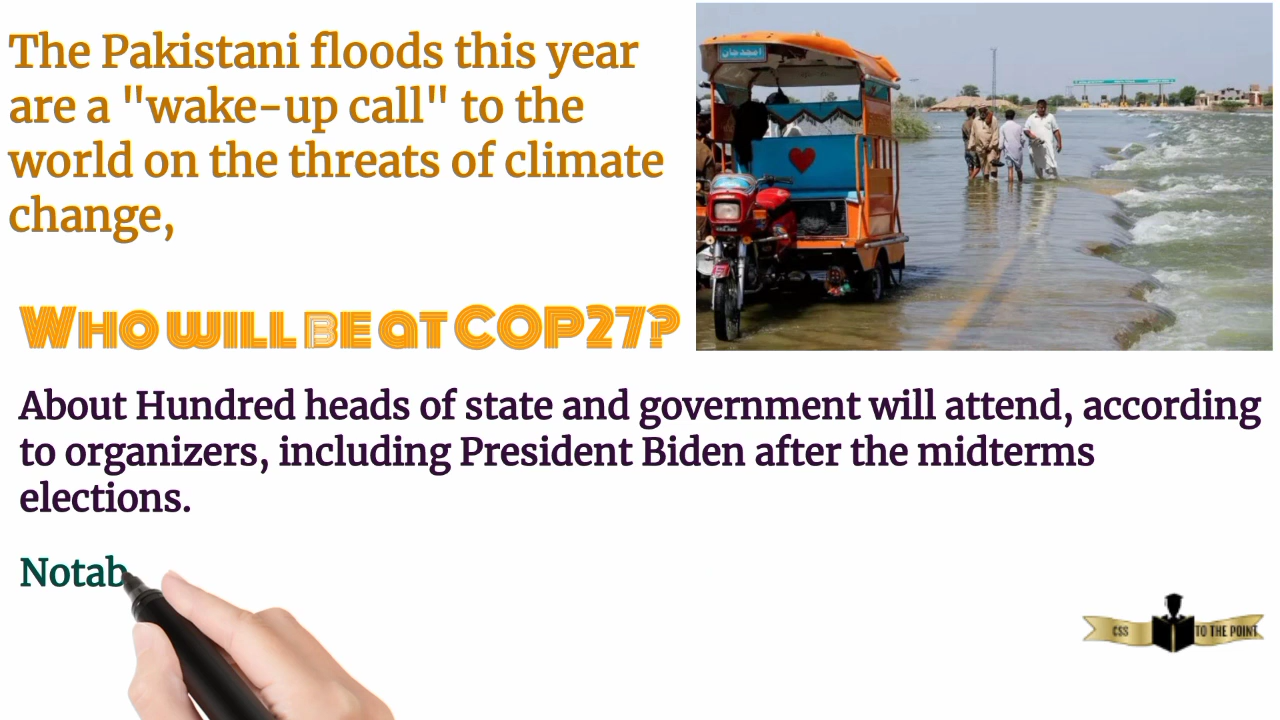 The Pakistani floods this year
are a "wake-up call" to the
world on the threats of climate
change,
امجد خان
Who will be at COP27?
About Hundred heads of state and government will attend, according
to organizers, including President Biden after the midterms
elections.
Notab
CSS TO THE POINT